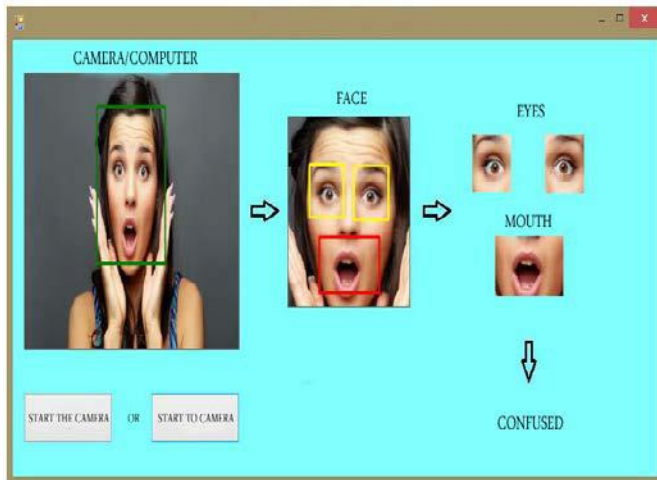 CAMERA/COMPUTER
FACE
EYES
MOUTH
START THE CAMERA
OR
START TO CAMERA
CONFUSED